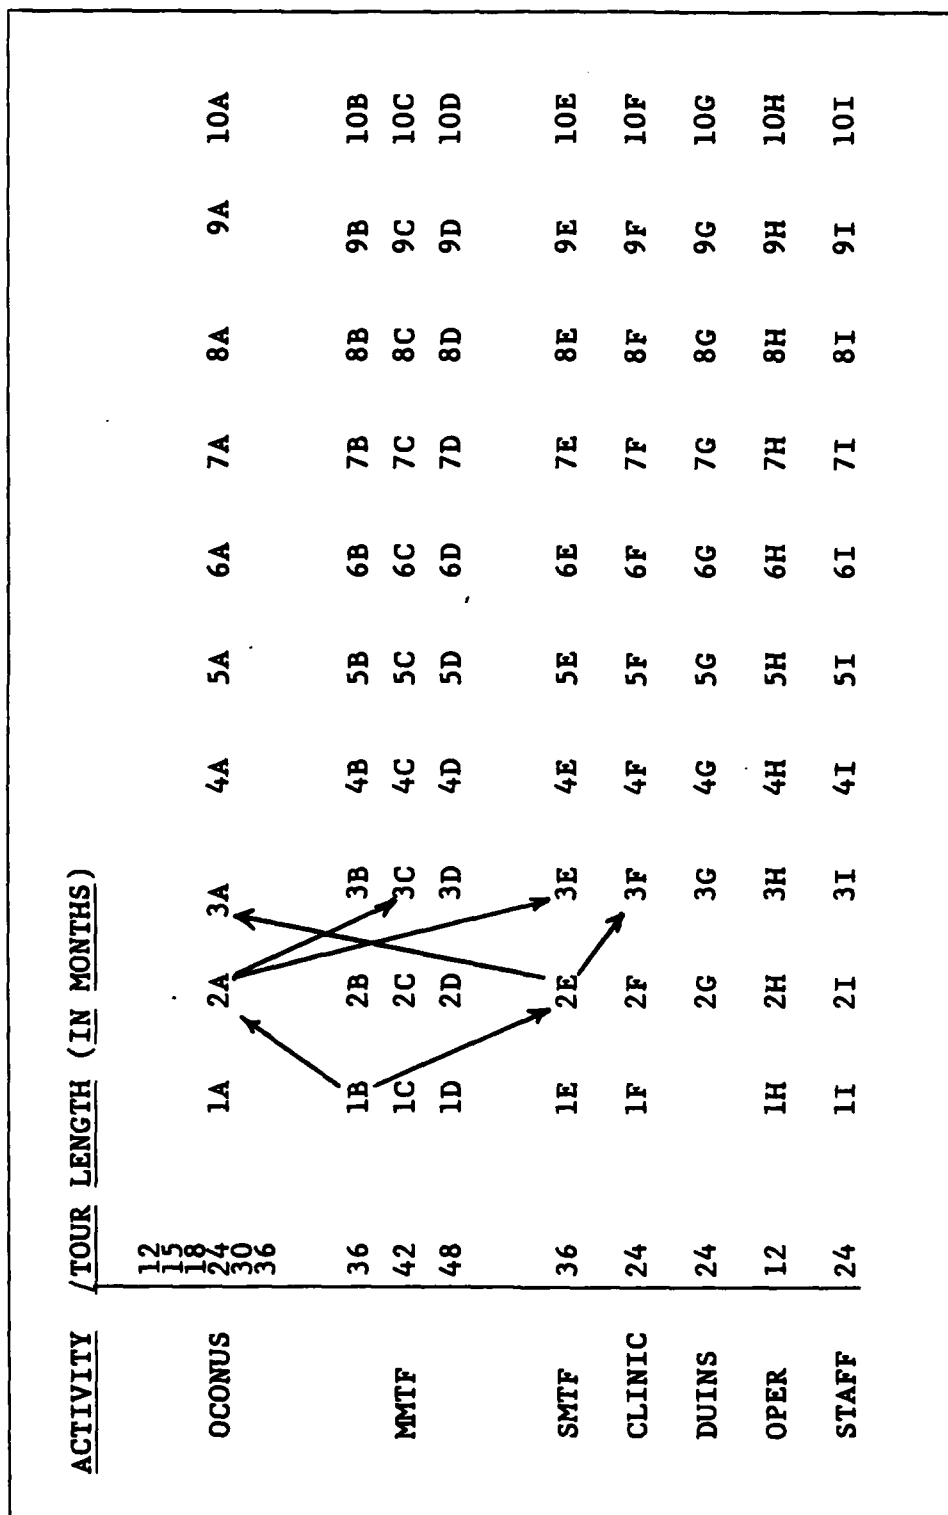 ACTIVITY /TOUR LENGTH (IN MONTHS)
12
15
18
OCONUS 24 1A 2A 3A 4A 5A 6A 7A 8A 9A 10A
30
36
36 1B 2B 3B 4B 5B 6B 7B 8B 9B 10B
MMTF 42 1C 2C 3C 4C 5C 6C 7C 8C 9C 10C
48 1D 2D 3D 4D 5D 6D 7D 8D 9D 10D
SMTF 36 1E 2E 3E 4E 5E 6E 7E 8E 9E 10E
CLINIC 24 1F 2F 3F 4F 5F 6F 7F 8F 9F 10F
DUINS 24 2G 3G 4G 5G 6G 7G 8G 9G 10G
OPER 12 1H 2H 3H 4H 5H 6H 7H 8H 9H 10H
STAFF 24 1I 2I 3I 4I 5I 6I 7I 8I 9I 10I